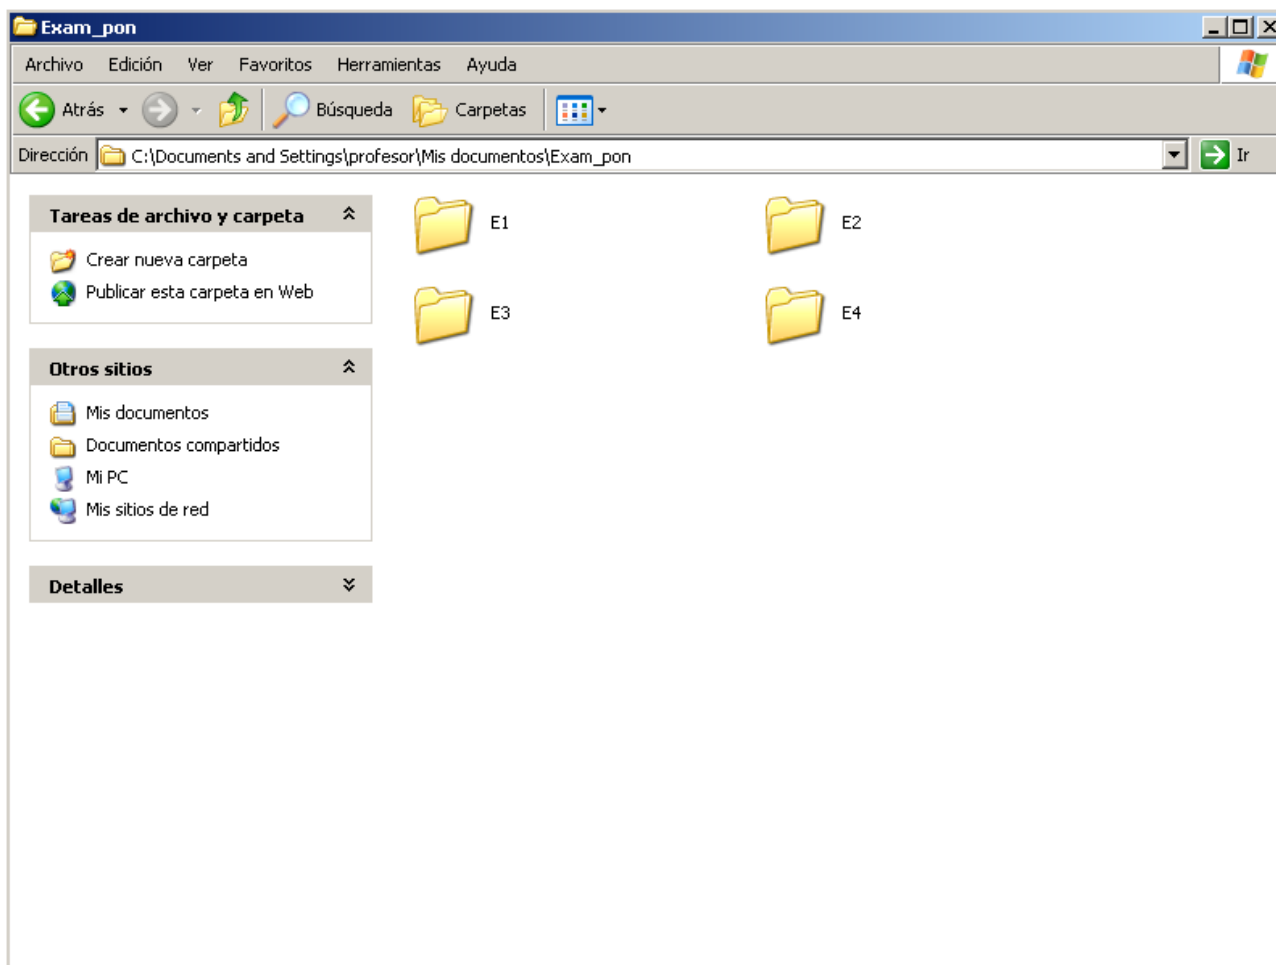 Exam_pon
Archivo Edición Ver Favoritos Herramientas Ayuda
Atrás Búsqueda Carpetas
Dirección C:\Documents and Settings\profesor\Mis documentos\Exam_pon Ir
Tareas de archivo y carpeta
Crear nueva carpeta
Publicar esta carpeta en Web
Otros sitios
Mis documentos
Documentos compartidos
Mi PC
Mis sitios de red
Detalles
E1 E2
E3 E4